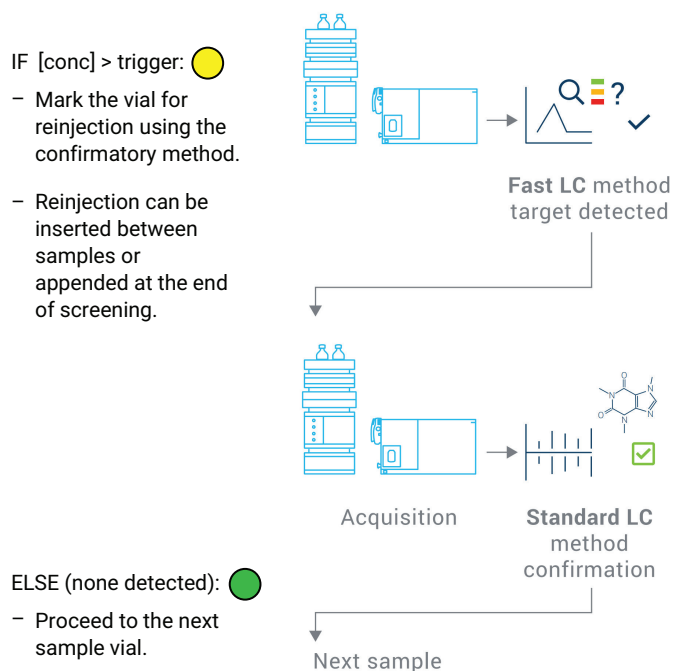 IF [conc] > trigger:
– Mark the vial for
reinjection using the
confirmatory method.
– Reinjection can be
inserted between
samples or
appended at the end
of screening.
?
Fast LC method
target detected
O
N
N
O
N
N
Acquisition
Standard LC
method
confirmation
ELSE (none detected):
– Proceed to the next
sample vial.
Next sample